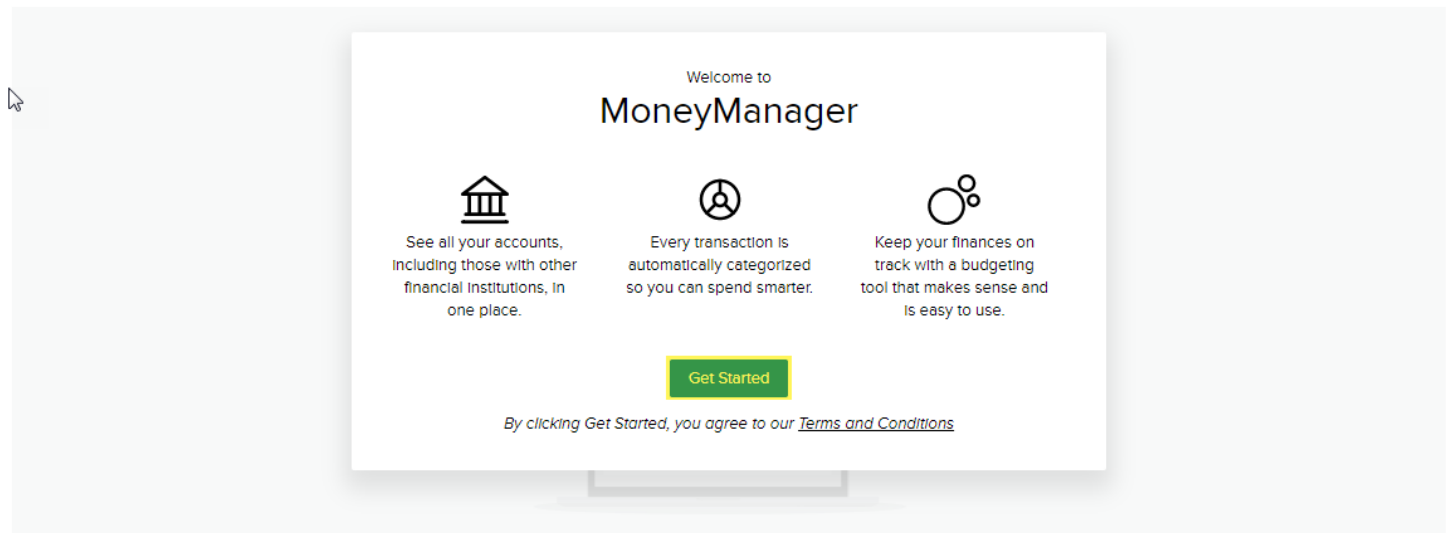 Welcome to
MoneyManager
See all your accounts,
including those with other
financial institutions, in
one place.
Every transaction is
automatically categorized
so you can spend smarter.
Keep your finances on
track with a budgeting
tool that makes sense and
is easy to use.
Get Started
By clicking Get Started, you agree to our Terms and Conditions